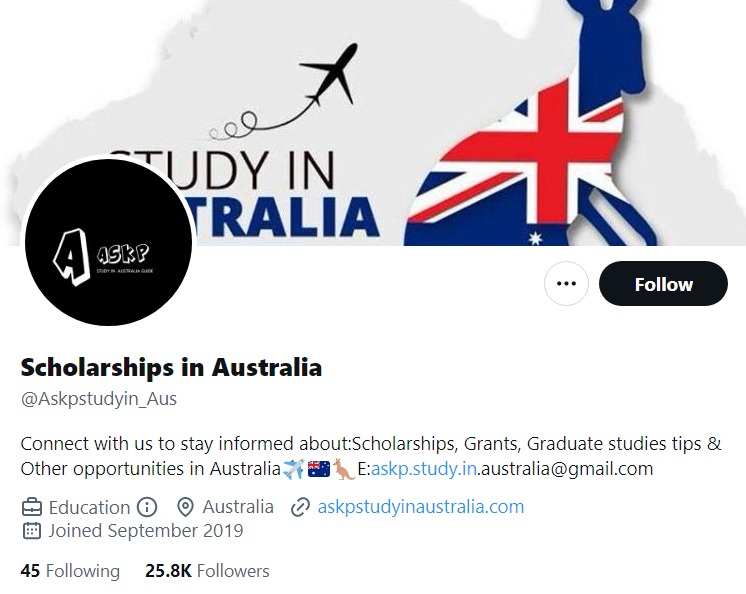 STUDY IN
TRALIA
A ASKP
STUDY IN AUSTRALIA GUIDE
Follow
Scholarships in Australia
@Askpstudyin_Aus
Connect with us to stay informed about:Scholarships, Grants, Graduate studies tips &
Other opportunities in Australia✈️🇦🇺🦘E:askp.study.in.australia@gmail.com
Education Australia askpstudyinaustralia.com
Joined September 2019
45 Following 25.8K Followers